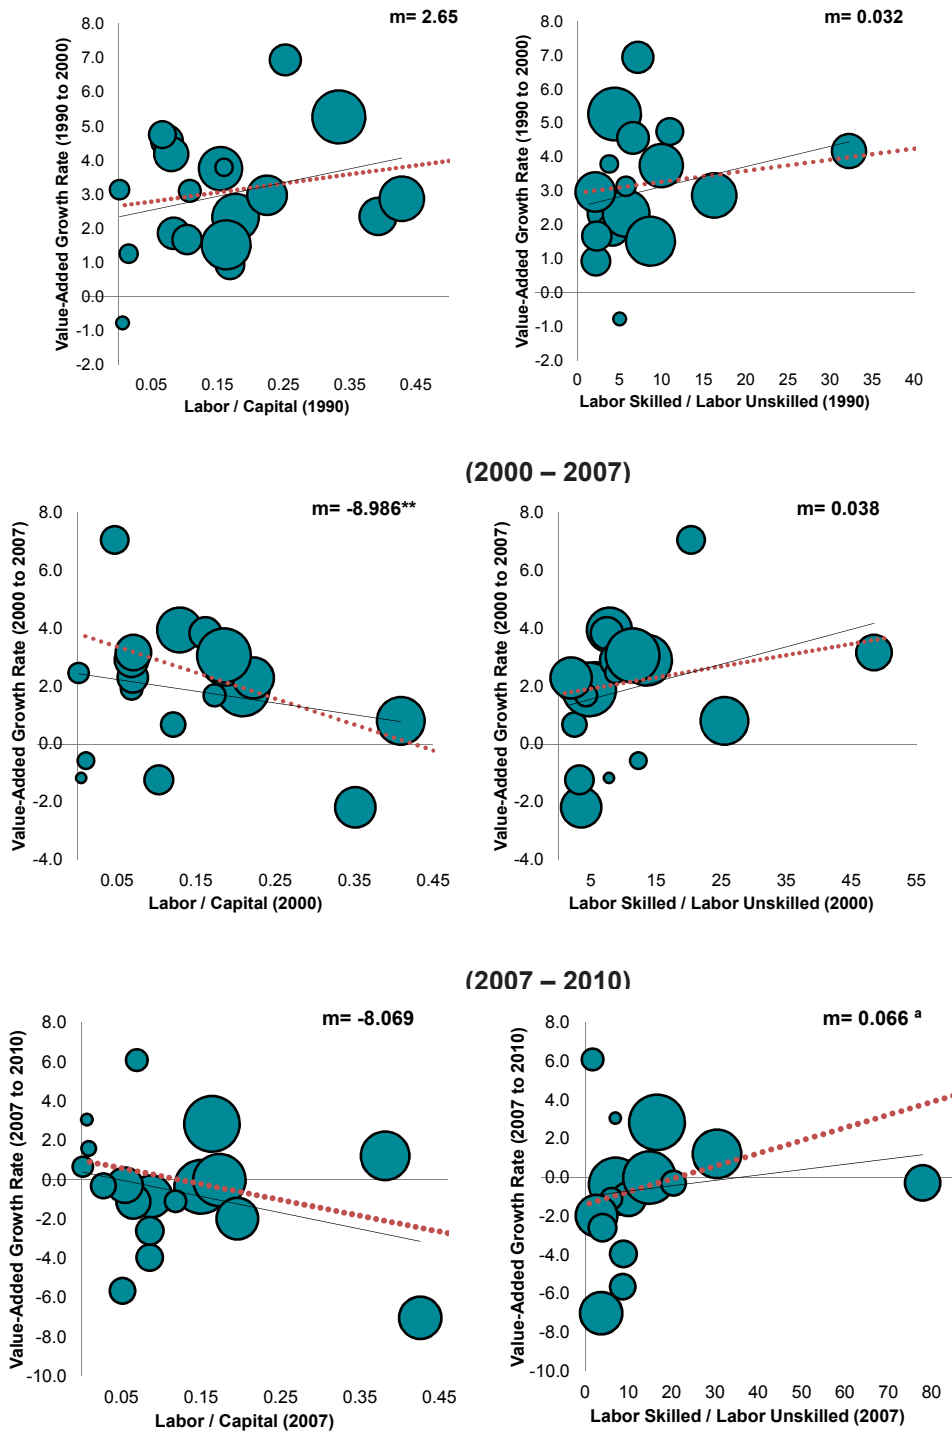 m= 2.65
Value-Added Growth Rate (1990 to 2000)
8.0
7.0
6.0
5.0
4.0
3.0
2.0
1.0
0.0
-1.0
-2.0
0.05 0.15 0.25 0.35 0.45
Labor / Capital (1990)
m= 0.032
Value-Added Growth Rate (1990 to 2000)
8.0
7.0
6.0
5.0
4.0
3.0
2.0
1.0
0.0
-1.0
-2.0
0 5 10 15 20 25 30 35 40
Labor Skilled / Labor Unskilled (1990)
(2000 – 2007)
m= -8.986**
Value-Added Growth Rate (2000 to 2007)
8.0
6.0
4.0
2.0
0.0
-2.0
-4.0
0.05 0.15 0.25 0.35 0.45
Labor / Capital (2000)
m= 0.038
Value-Added Growth Rate (2000 to 2007)
8.0
6.0
4.0
2.0
0.0
-2.0
-4.0
5 15 25 35 45 55
Labor Skilled / Labor Unskilled (2000)
(2007 – 2010)
m= -8.069
Value-Added Growth Rate (2007 to 2010)
8.0
6.0
4.0
2.0
0.0
-2.0
-4.0
-6.0
-8.0
-10.0
0.05 0.15 0.25 0.35 0.45
Labor / Capital (2007)
m= 0.066 a
Value-Added Growth Rate (2007 to 2010)
8.0
6.0
4.0
2.0
0.0
-2.0
-4.0
-6.0
-8.0
-10.0
0 10 20 30 40 50 60 70 80
Labor Skilled / Labor Unskilled (2007)